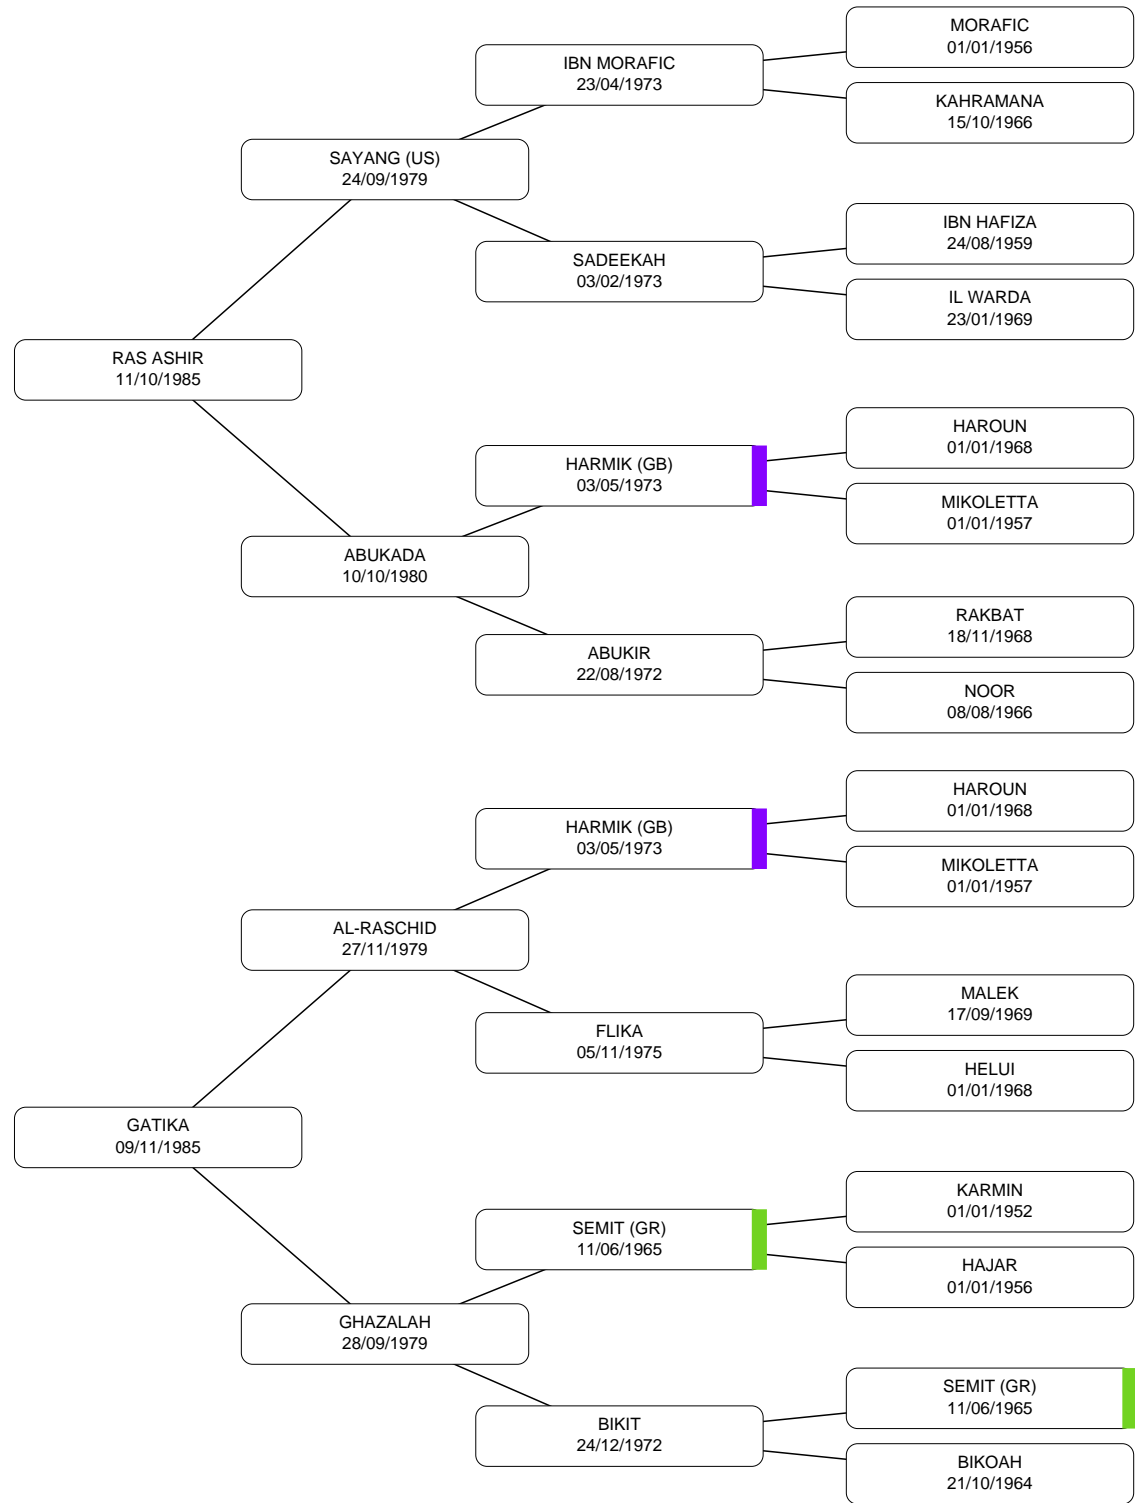 MORAFIC
01/01/1956
IBN MORAFIC
23/04/1973
KAHRAMANA
15/10/1966
SAYANG (US)
24/09/1979
IBN HAFIZA
24/08/1959
SADEEKAH
03/02/1973
IL WARDA
23/01/1969
RAS ASHIR
11/10/1985
HAROUN
01/01/1968
HARMIK (GB)
03/05/1973
MIKOLETTA
01/01/1957
ABUKADA
10/10/1980
RAKBAT
18/11/1968
ABUKIR
22/08/1972
NOOR
08/08/1966
HAROUN
01/01/1968
HARMIK (GB)
03/05/1973
MIKOLETTA
01/01/1957
AL-RASCHID
27/11/1979
MALEK
17/09/1969
FLIKA
05/11/1975
HELUI
01/01/1968
GATIKA
09/11/1985
KARMIN
01/01/1952
SEMIT (GR)
11/06/1965
HAJAR
01/01/1956
GHAZALAH
28/09/1979
SEMIT (GR)
11/06/1965
BIKIT
24/12/1972
BIKOAH
21/10/1964